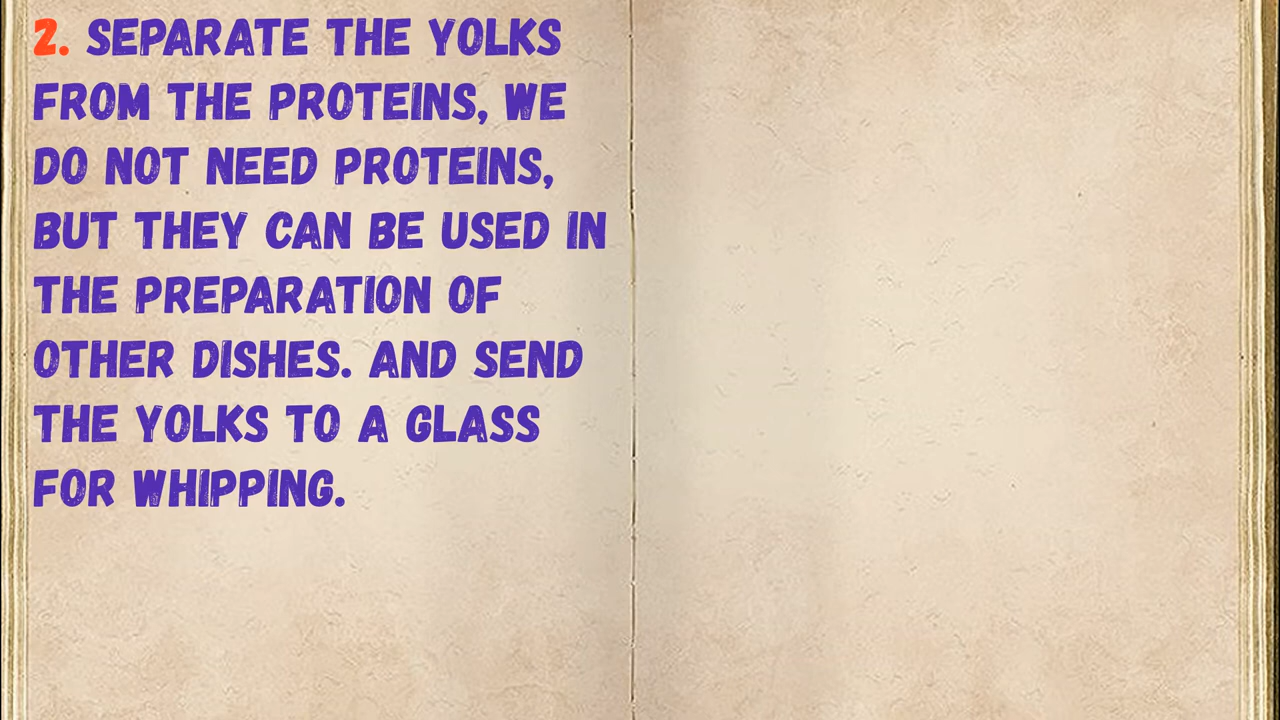 2. SEPARATE THE YOLKS
FROM THE PROTEINS, WE
DO NOT NEED PROTEINS,
BUT THEY CAN BE USED IN
THE PREPARATION OF
OTHER DISHES. AND SEND
THE YOLKS TO A GLASS
FOR WHIPPING.